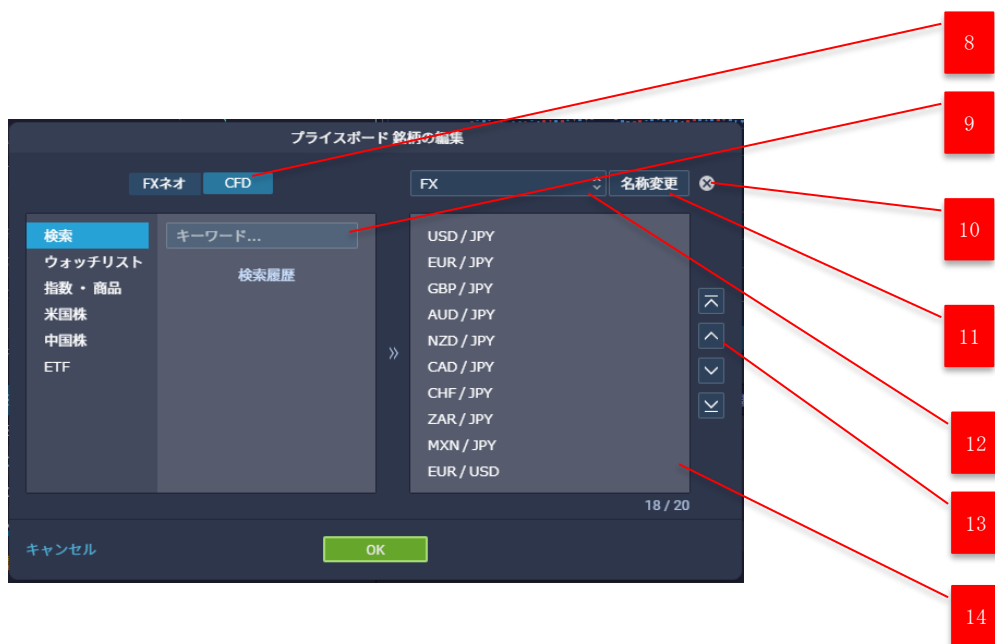 8
9
プライスボード 銘柄の編集
FXネオ CFD
FX 名称変更
10
検索
ウォッチリスト
指数 ・ 商品
米国株
中国株
ETF
キーワード...
検索履歴
»
USD / JPY
EUR / JPY
GBP / JPY
AUD / JPY
NZD / JPY
CAD / JPY
CHF / JPY
ZAR / JPY
MXN / JPY
EUR / USD
18 / 20
11
12
13
キャンセル
OK
14